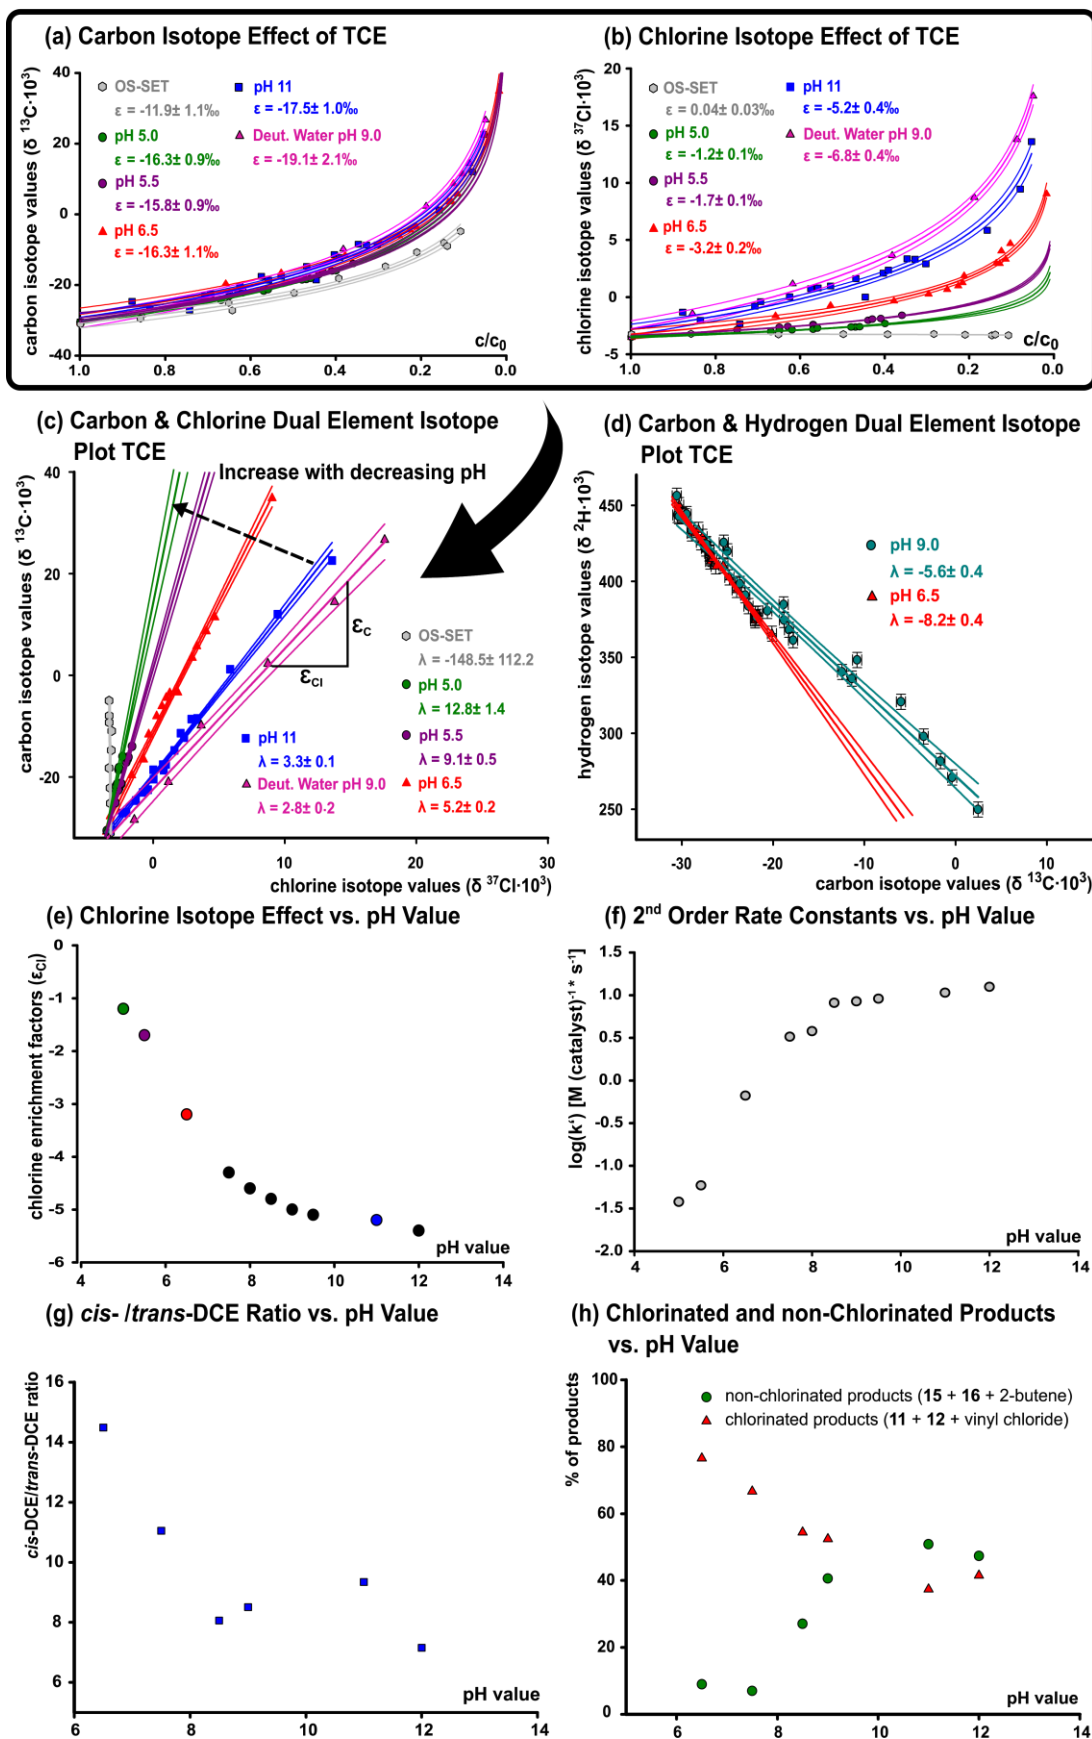 (a) Carbon Isotope Effect of TCE
carbon isotope values (δ ¹³C·10³)
40
20
0
-20
-40
1.0 0.8 0.6 0.4 0.2 0.0
c/c₀
OS-SET
ε = -11.9± 1.1‰
pH 5.0
ε = -16.3± 0.9‰
pH 5.5
ε = -15.8± 0.9‰
pH 6.5
ε = -16.3± 1.1‰
pH 11
ε = -17.5± 1.0‰
Deut. Water pH 9.0
ε = -19.1± 2.1‰
(b) Chlorine Isotope Effect of TCE
chlorine isotope values (δ ³⁷Cl·10³)
20
15
10
5
0
-5
1.0 0.8 0.6 0.4 0.2 0.0
c/c₀
OS-SET
ε = 0.04± 0.03‰
pH 5.0
ε = -1.2± 0.1‰
pH 5.5
ε = -1.7± 0.1‰
pH 6.5
ε = -3.2± 0.2‰
pH 11
ε = -5.2± 0.4‰
Deut. Water pH 9.0
ε = -6.8± 0.4‰
(c) Carbon & Chlorine Dual Element Isotope
Plot TCE
Increase with decreasing pH
carbon isotope values (δ ¹³C·10³)
40
20
0
-20
0 10 20 30
chlorine isotope values (δ ³⁷Cl·10³)
εC
εCl
OS-SET
λ = -148.5± 112.2
pH 5.0
λ = 12.8± 1.4
pH 5.5
λ = 9.1± 0.5
pH 6.5
λ = 5.2± 0.2
pH 11
λ = 3.3± 0.1
Deut. Water pH 9.0
λ = 2.8± 0.2
(d) Carbon & Hydrogen Dual Element Isotope
Plot TCE
hydrogen isotope values (δ ²H·10³)
450
400
350
300
250
-30 -20 -10 0 10
carbon isotope values (δ ¹³C·10³)
pH 9.0
λ = -5.6± 0.4
pH 6.5
λ = -8.2± 0.4
(e) Chlorine Isotope Effect vs. pH Value
chlorine enrichment factors (εCl)
0
-1
-2
-3
-4
-5
-6
4 6 8 10 12 14
pH value
(f) 2ⁿᵈ Order Rate Constants vs. pH Value
log(k') [M (catalyst)⁻¹* s⁻¹]
1.5
1.0
0.5
0.0
-0.5
-1.0
-1.5
-2.0
4 6 8 10 12 14
pH value
(g) cis- /trans-DCE Ratio vs. pH Value
cis-DCE/trans-DCE ratio
16
14
12
10
8
6
6 8 10 12 14
pH value
(h) Chlorinated and non-Chlorinated Products
vs. pH Value
% of products
100
80
60
40
20
0
6 8 10 12 14
pH value
non-chlorinated products (15 + 16 + 2-butene)
chlorinated products (11 + 12 + vinyl chloride)